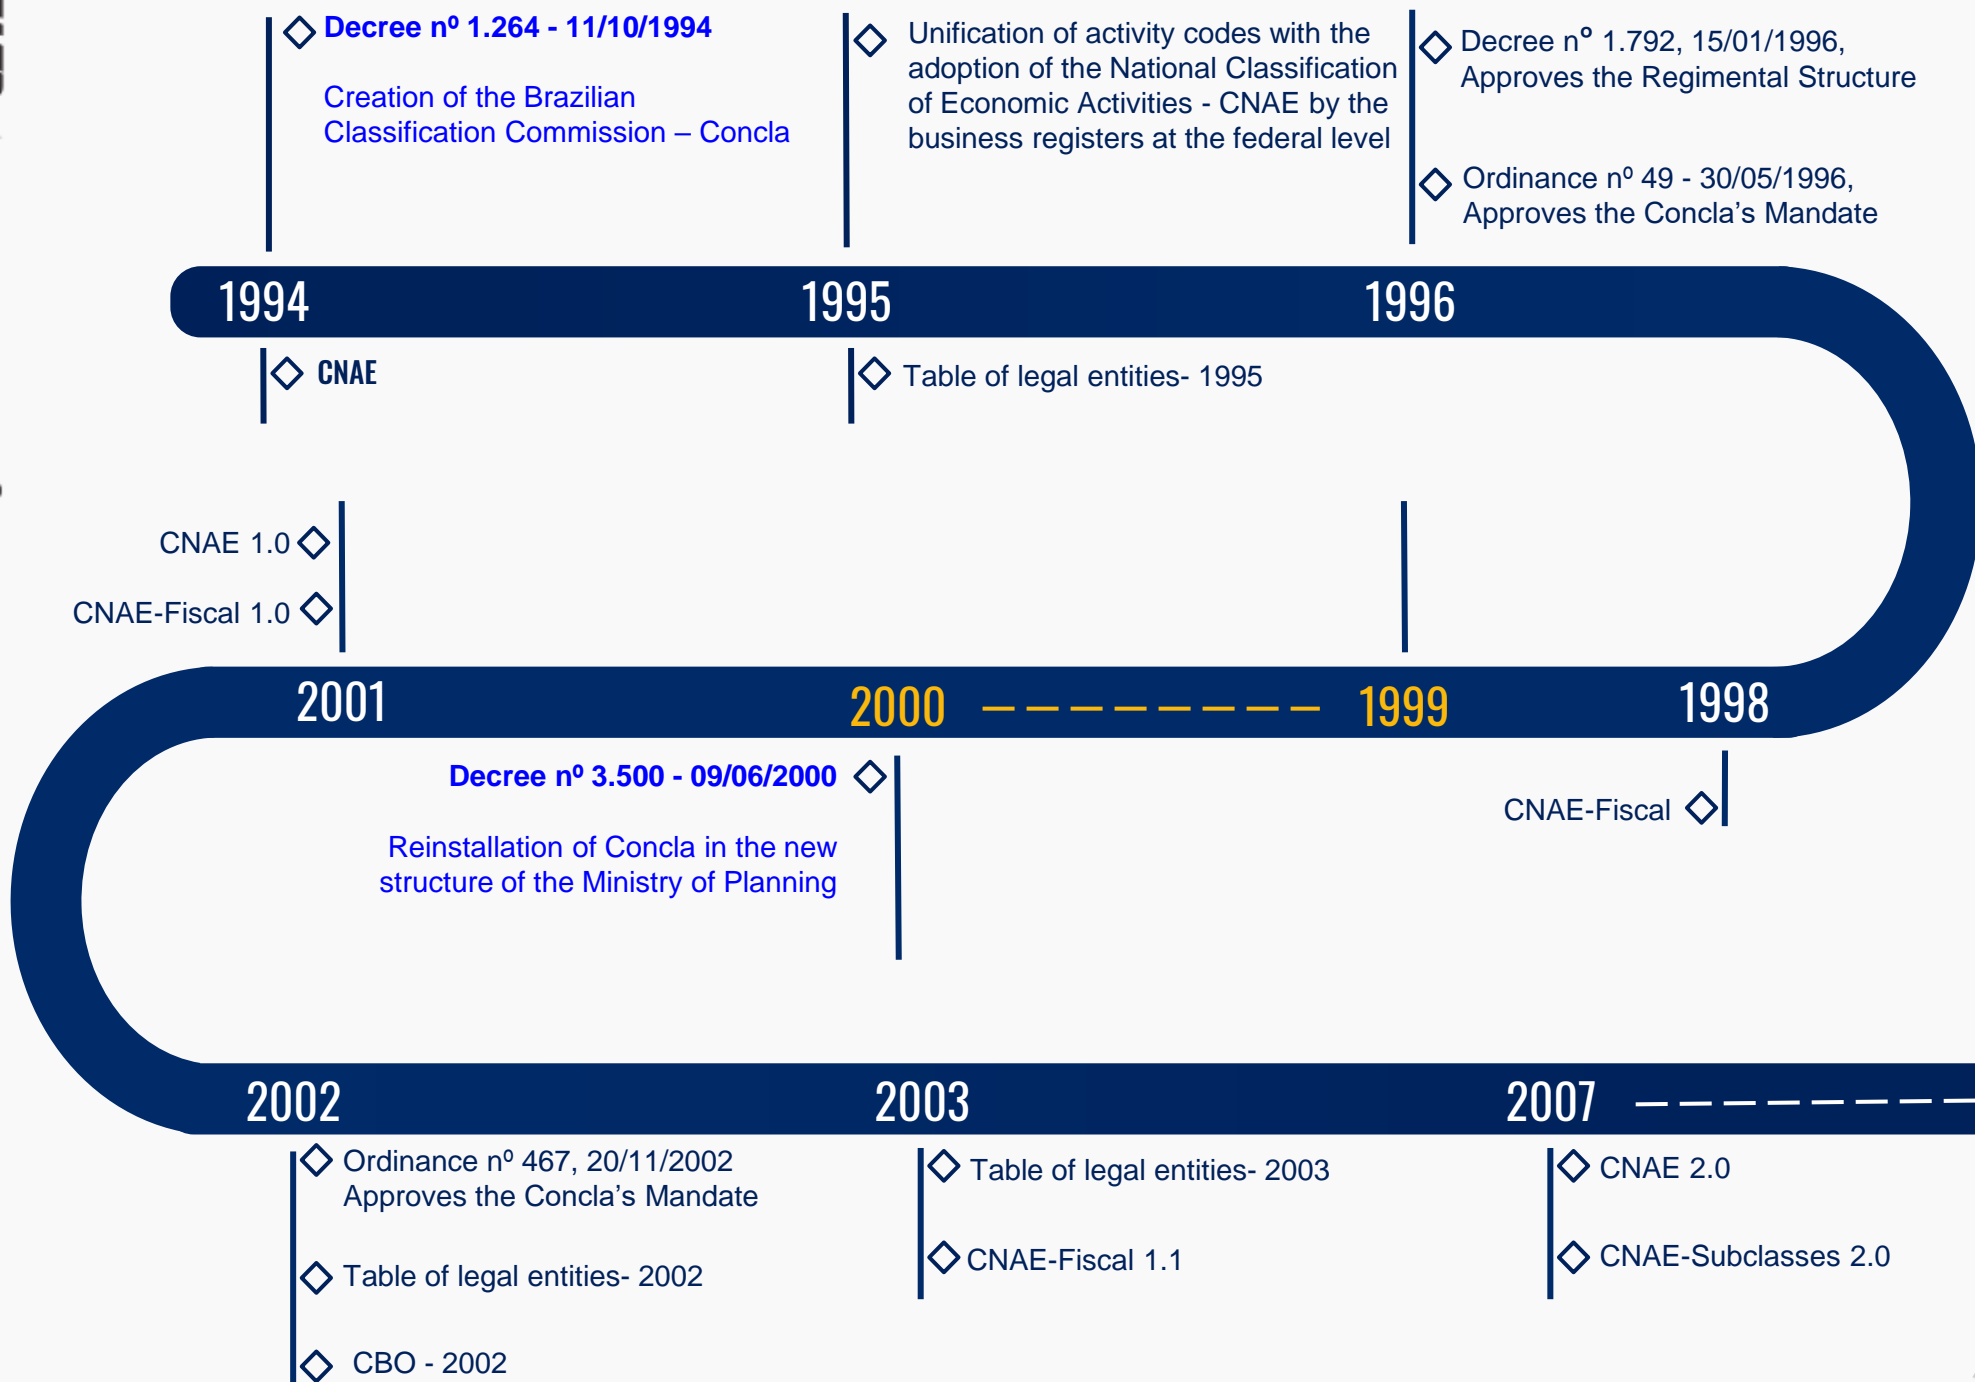 Decree nº 1.264 - 11/10/1994
Creation of the Brazilian
Classification Commission – Concla
Unification of activity codes with the
adoption of the National Classification
of Economic Activities - CNAE by the
business registers at the federal level
Decree nº 1.792, 15/01/1996,
Approves the Regimental Structure
Ordinance nº 49 - 30/05/1996,
Approves the Concla’s Mandate
1994
1995
1996
CNAE
Table of legal entities- 1995
CNAE 1.0
CNAE-Fiscal 1.0
2001
2000
1999
1998
Decree nº 3.500 - 09/06/2000
Reinstallation of Concla in the new
structure of the Ministry of Planning
CNAE-Fiscal
2002
2003
2007
Ordinance nº 467, 20/11/2002
Approves the Concla’s Mandate
Table of legal entities- 2002
CBO - 2002
Table of legal entities- 2003
CNAE-Fiscal 1.1
CNAE 2.0
CNAE-Subclasses 2.0